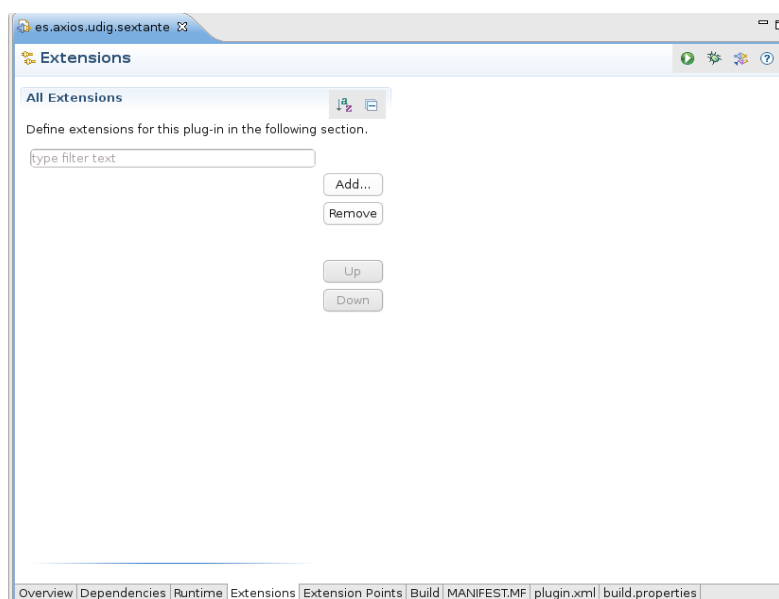 es.axios.udig.sextante
Extensions
All Extensions
Define extensions for this plug-in in the following section.
type filter text
Add...
Remove
Up
Down
Overview Dependencies Runtime Extensions Extension Points Build MANIFEST.MF plugin.xml build.properties